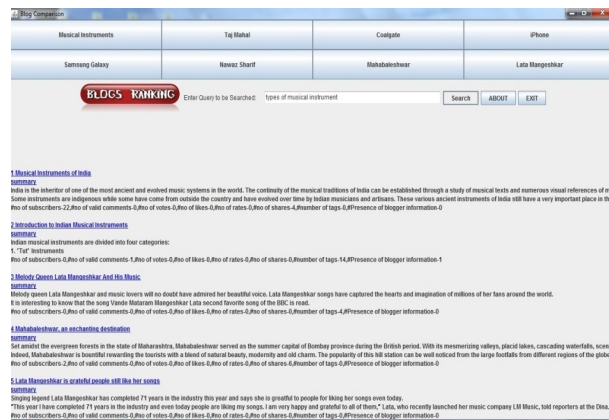 Blog Comparison
Musical Instruments Taj Mahal Coalgate iPhone
Samsung Galaxy Nawaz Sharif Mahabaleshwar Lata Mangeshkar
BLOGS RANKING Enter Query to be Searched: types of musical instrument Search ABOUT EXIT
1 Musical Instruments of India
summary
India is the inheritor of one of the most ancient and evolved music systems in the world. The continuity of the musical traditions of India can be established through a study of musical texts and numerous visual references of m
Some instruments are indigenous while some have come from outside the country and have evolved over time by Indian musicians and artisans. These various ancient instruments of India still have a very important place in th
#no of subscribers-22,#no of valid comments-0,#no of votes-0,#no of likes-0,#no of rates-0,#no of shares-4,#number of tags-0,#Presence of blogger information-0
2 Introduction to Indian Musical Instruments
summary
Indian musical instruments are divided into four categories:
1. 'Tut' Instruments
#no of subscribers-0,#no of valid comments-1,#no of votes-0,#no of likes-0,#no of rates-0,#no of shares-0,#number of tags-14,#Presence of blogger information-1
3 Melody Queen Lata Mangeshkar And His Music
summary
Melody queen Lata Mangeshkar and music lovers will no doubt have admired her beautiful voice. Lata Mangeshkar songs have captured the hearts and imagination of millions of her fans around the world.
It is interesting to know that the song Vande Mataram Mangeshkar Lata second favorite song of the BBC is road.
#no of subscribers-0,#no of valid comments-0,#no of votes-0,#no of likes-0,#no of rates-0,#no of shares-0,#number of tags-4,#Presence of blogger information-0
4 Mahabaleshwar, an enchanting destination
summary
Set amidst the evergreen forests in the state of Maharashtra, Mahabaleshwar served as the summer capital of Bombay province during the British period. With its mesmerizing valleys, placid lakes, cascading waterfalls, scen
Indeed, Mahabaleshwar is bountiful rewarding the tourists with a blend of natural beauty, modernity and old charm. The popularity of this hill station can be well noticed from the large footfalls from different regions of the globe
#no of subscribers-2,#no of valid comments-0,#no of votes-0,#no of likes-0,#no of rates-0,#no of shares-6,#number of tags-0,#Presence of blogger information-0
5 Lata Mangeshkar is grateful people still like her songs
summary
Singing legend Lata Mangeshkar has completed 71 years in the industry this year and says she is grateful to people for liking her songs even today.
"This year I have completed 71 years in the industry and even today people are liking my songs. I am very happy and grateful to all of them," Lata, who recently launched her music company LM Music, told reporters at the Dina
#no of subscribers-0,#no of valid comments-0,#no of votes-0,#no of likes-0,#no of rates-0,#no of shares-0,#number of tags-0,#Presence of blogger information-0